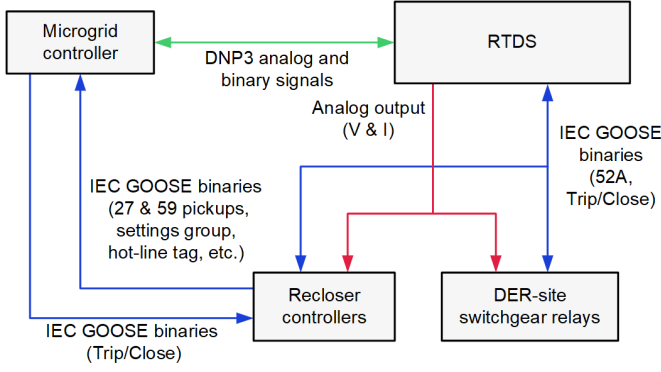 Microgrid
controller
RTDS
DNP3 analog and
binary signals
Analog output
(V & I)
IEC GOOSE
binaries
(52A,
Trip/Close)
IEC GOOSE binaries
(27 & 59 pickups,
settings group,
hot-line tag, etc.)
Recloser
controllers
DER-site
switchgear relays
IEC GOOSE binaries
(Trip/Close)